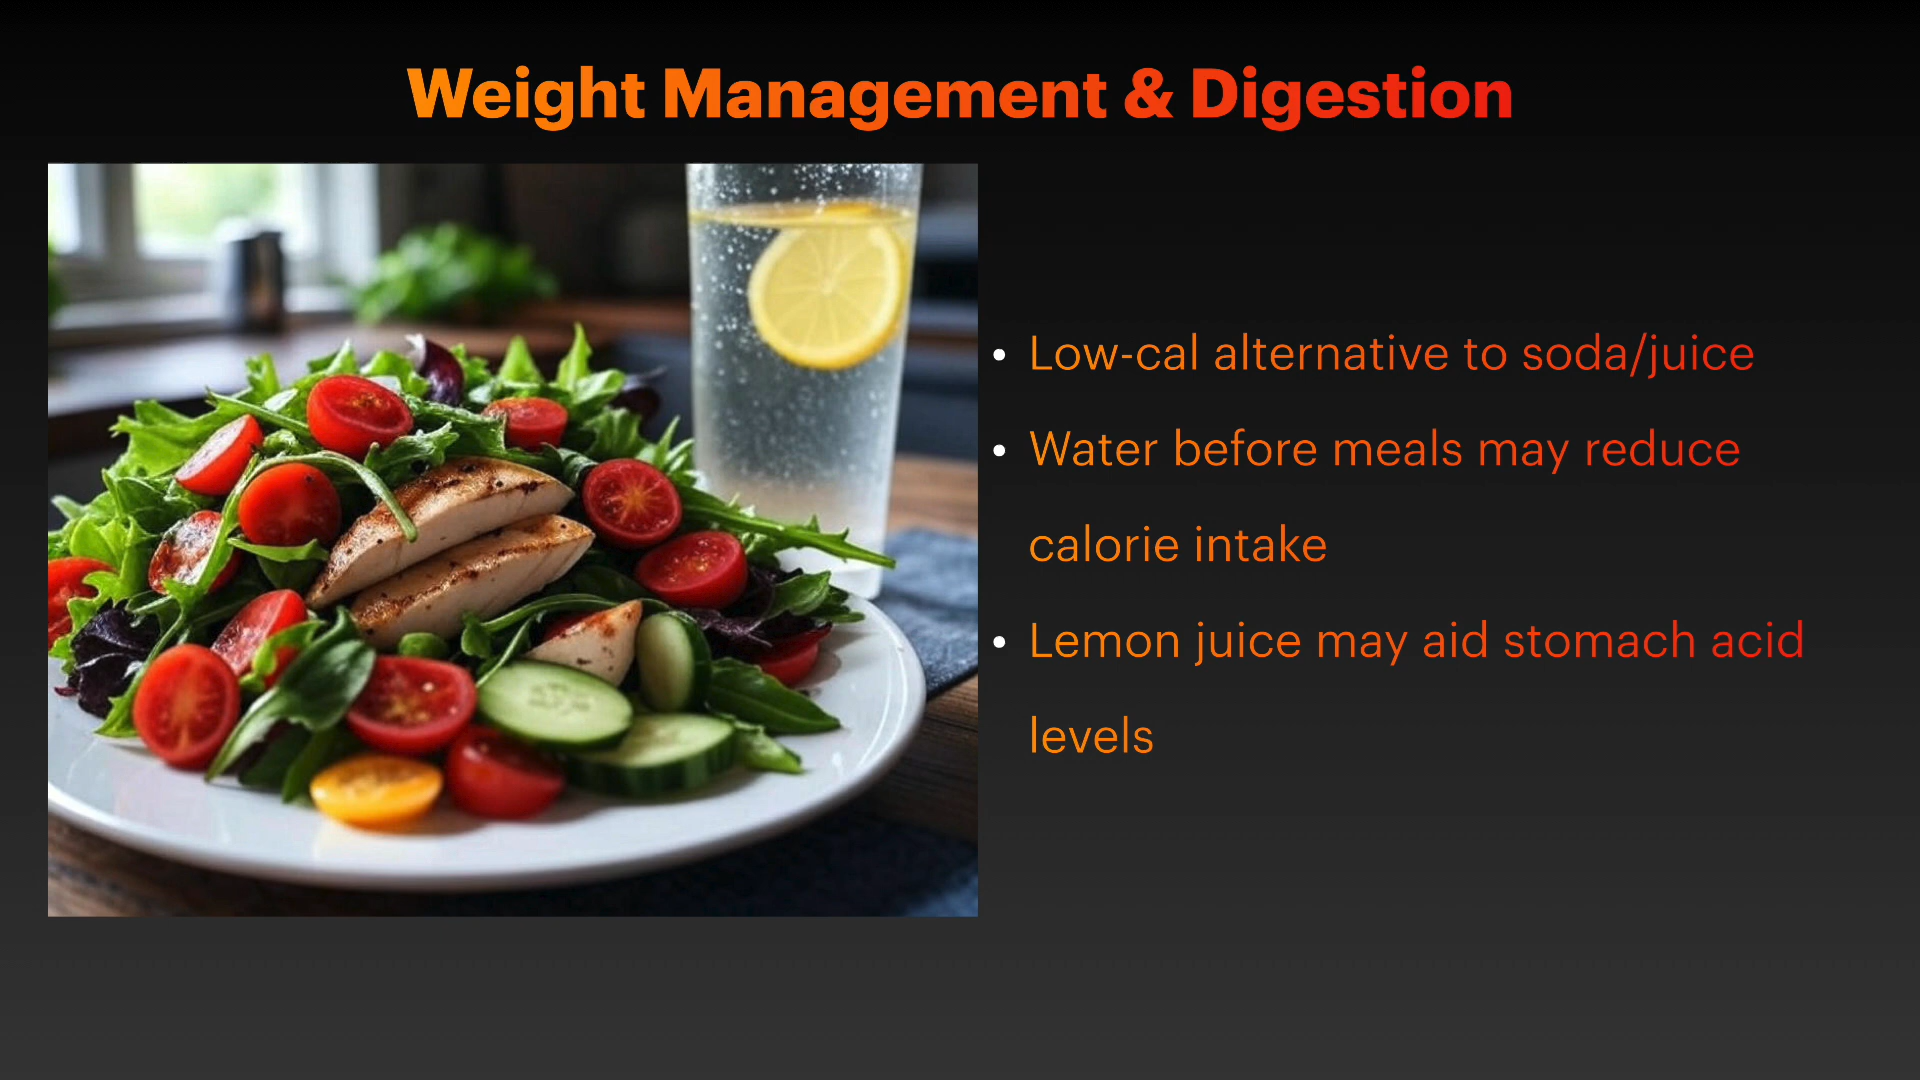 Weight Management & Digestion
• Low-cal alternative to soda/juice
• Water before meals may reduce
calorie intake
• Lemon juice may aid stomach acid
levels